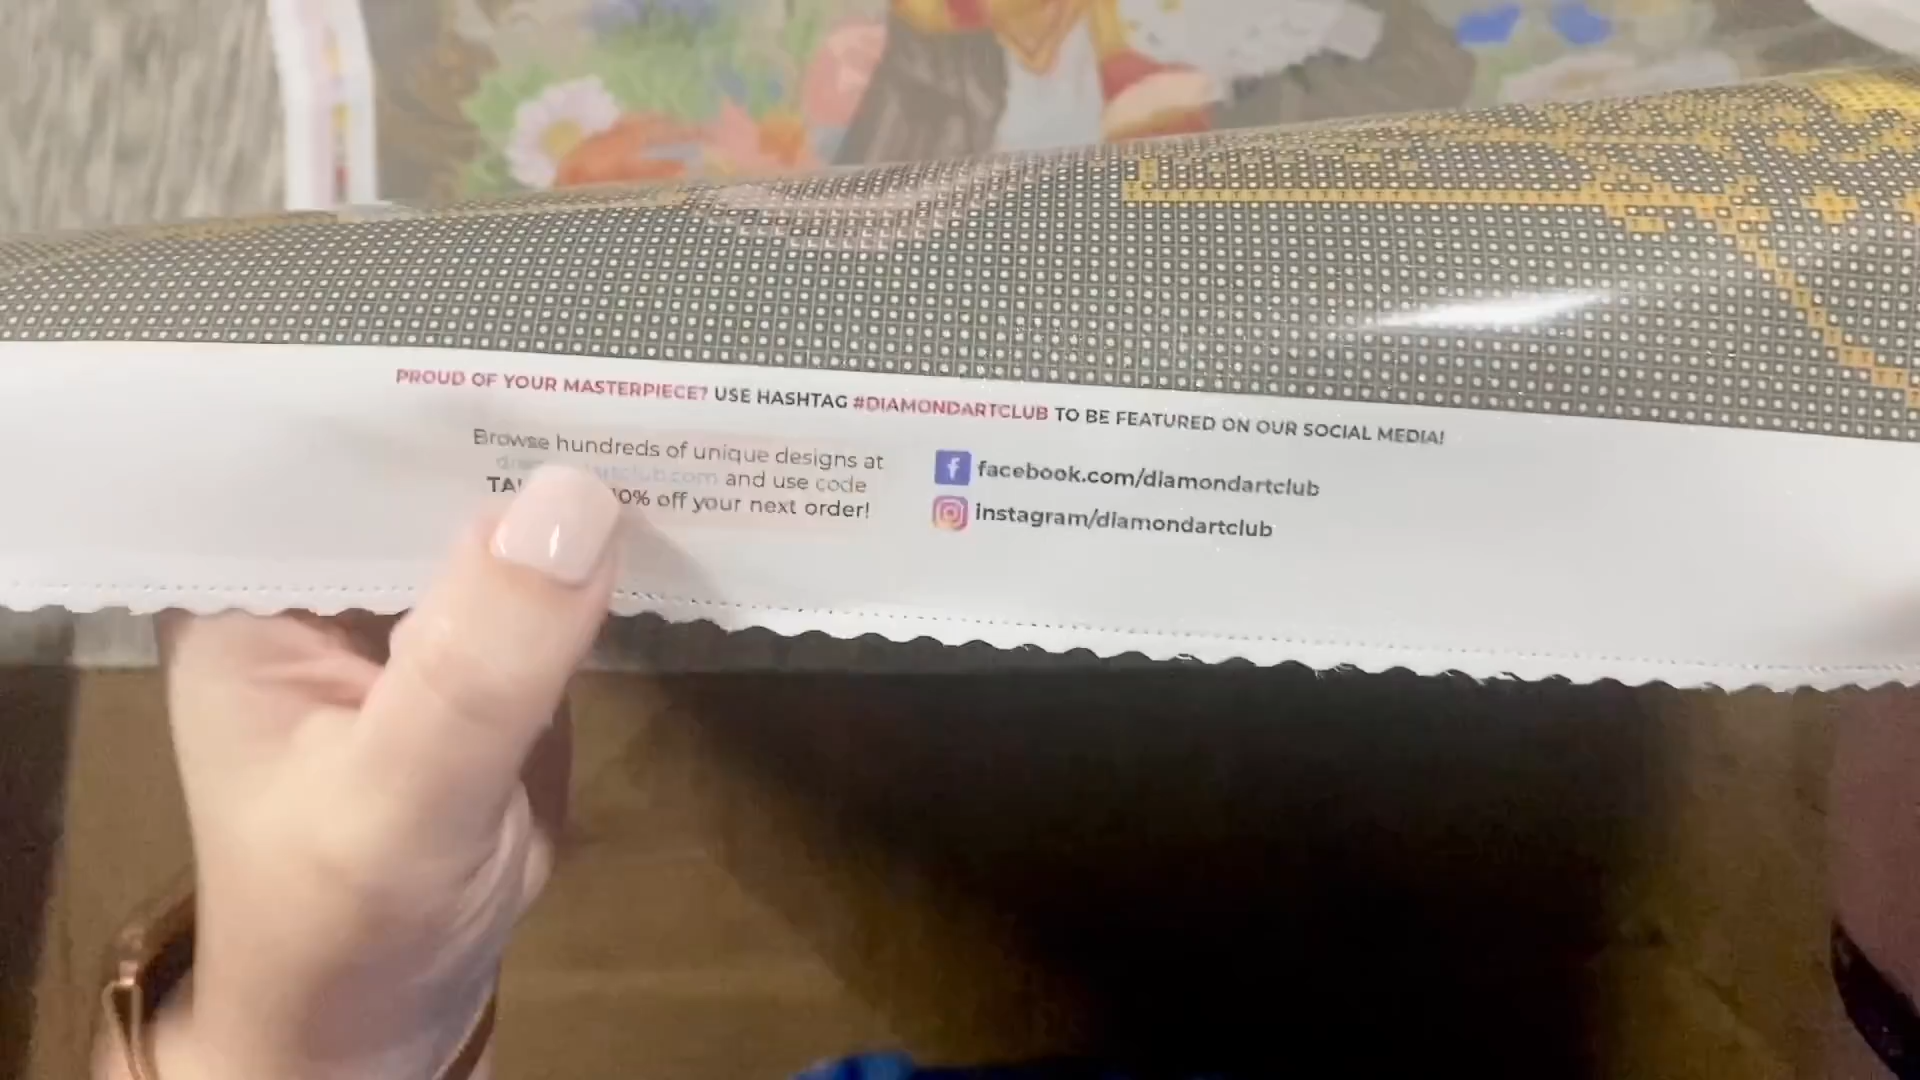 PROUD OF YOUR MASTERPIECE? USE HASHTAG #DIAMONDARTCLUB TO BE FEATURED ON OUR SOCIAL MEDIA!
Browse hundreds of unique designs at
and use code
10% off your next order!
facebook.com/diamondartclub
instagram/diamondartclub